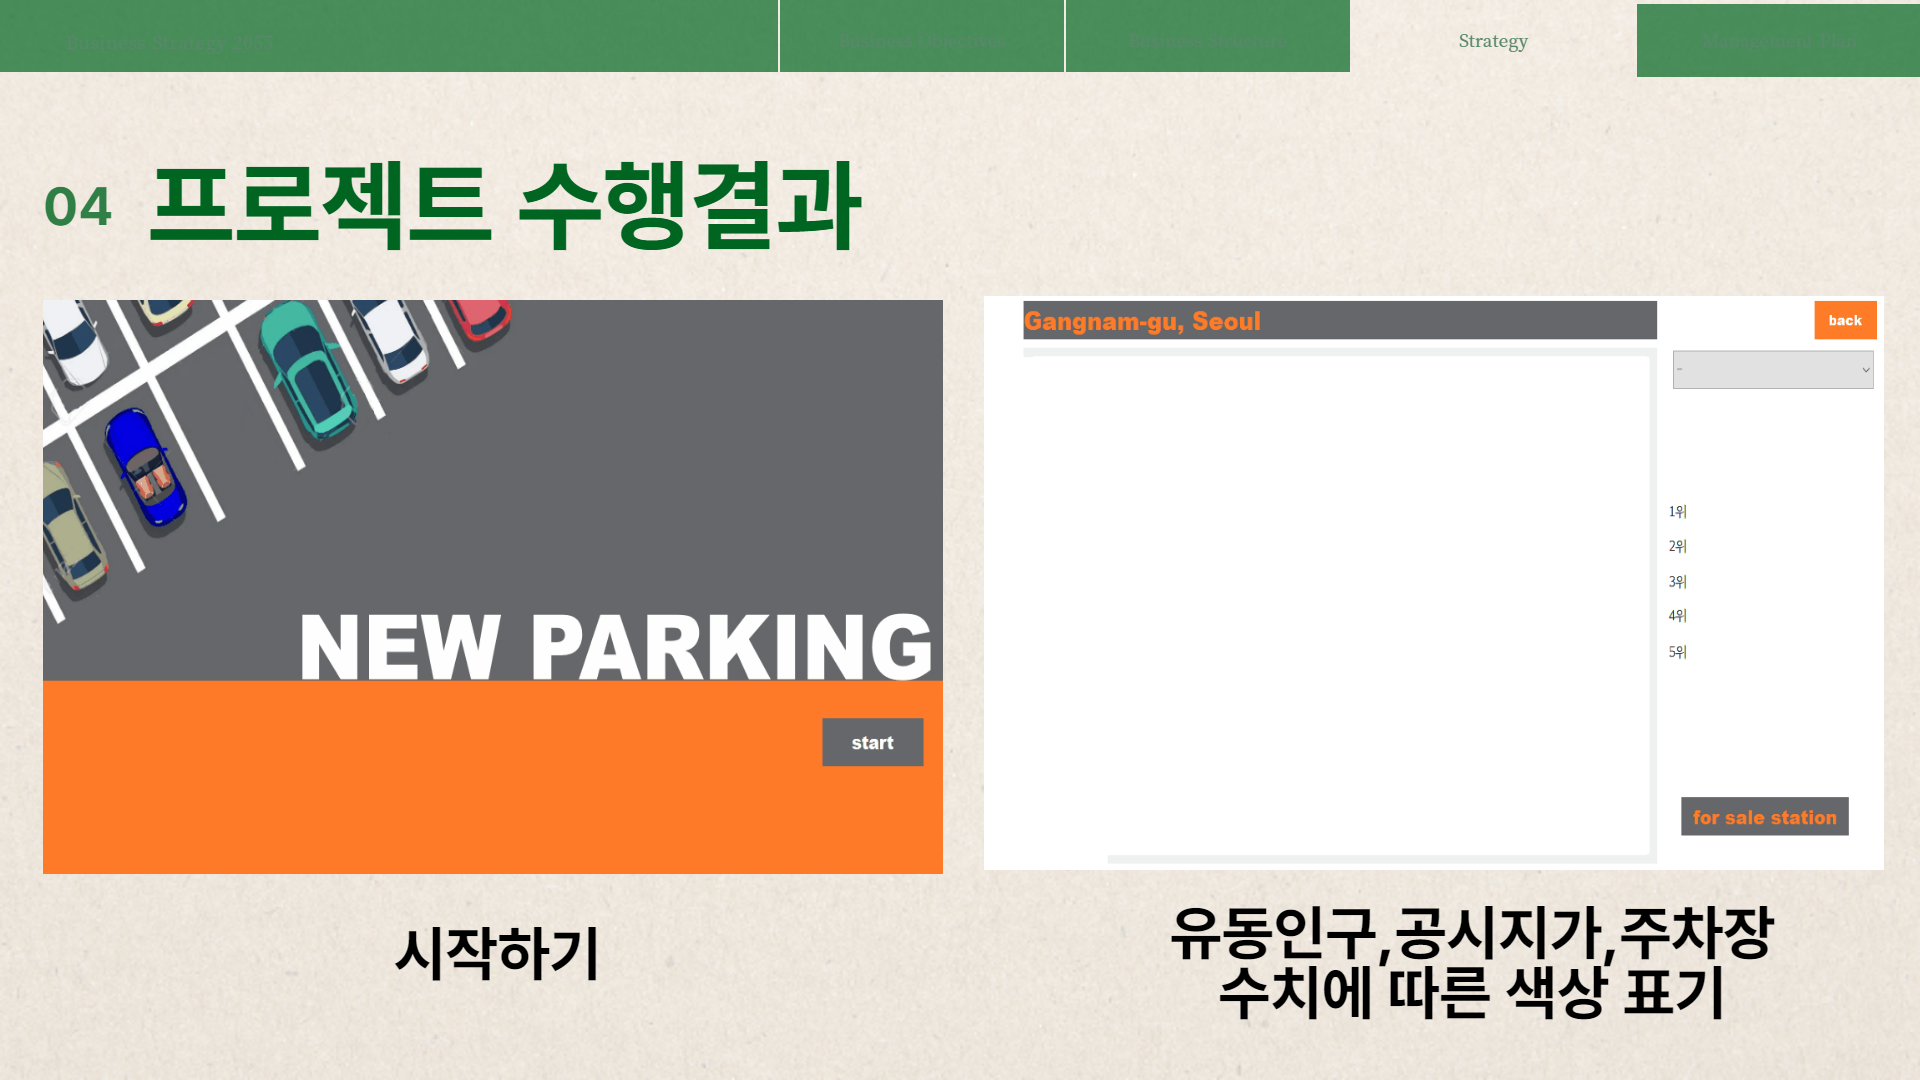 Business Strategy 2065
Strategy
Management Plan
04 프로젝트 수행결과
NEW PARKING
start
Gangnam-gu, Seoul
back
1위
2위
3위
4위
5위
for sale station
시작하기
유동인구,공시지가,주차장
수치에 따른 색상 표기